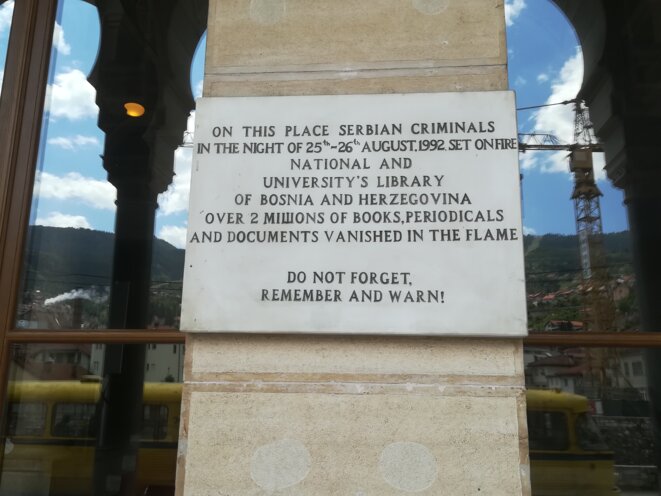 ON THIS PLACE SERBIAN CRIMINALS
IN THE NIGHT OF 25th-26th AUGUST,1992. SET ON FIRE
NATIONAL AND
UNIVERSITY'S LIBRARY
OF BOSNIA AND HERZEGOVINA
OVER 2 MILLIONS OF BOOKS,PERIODICALS
AND DOCUMENTS VANISHED IN THE FLAME
DO NOT FORGET,
REMEMBER AND WARN!